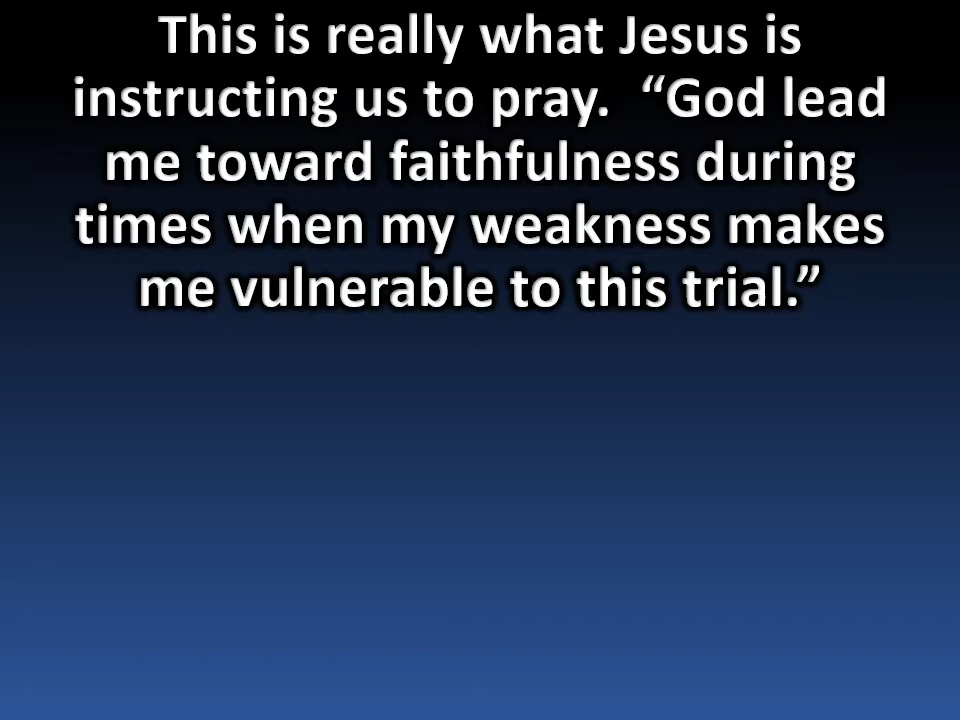 This is really what Jesus is
instructing us to pray.  “God lead
me toward faithfulness during
times when my weakness makes
me vulnerable to this trial.”